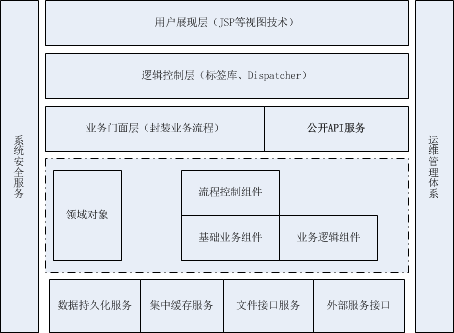 用户展现层（JSP等视图技术）
逻辑控制层（标签库、Dispatcher）
业务门面层（封装业务流程）
公开API服务
系统安全服务
运维管理体系
领域对象
流程控制组件
基础业务组件
业务逻辑组件
数据持久化服务
集中缓存服务
文件接口服务
外部服务接口